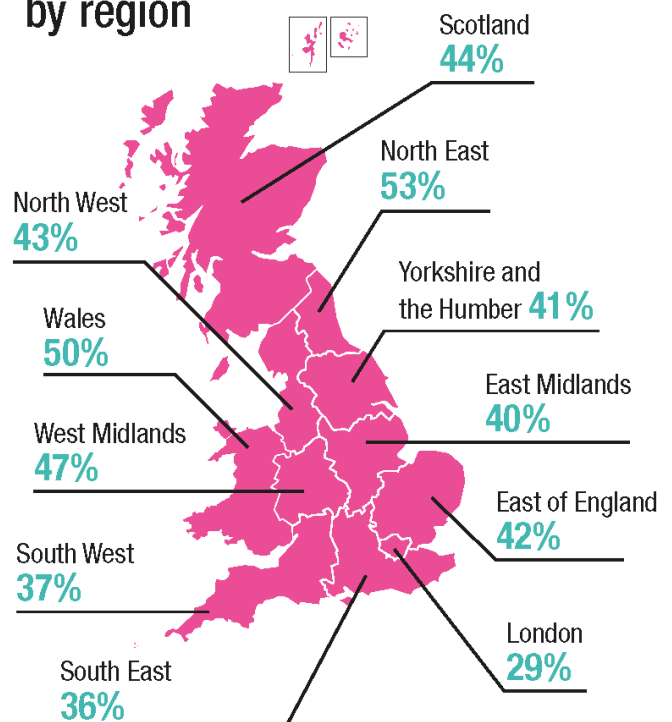 by region
Scotland
44%
North East
53%
North West
43%
Yorkshire and
the Humber 41%
Wales
50%
East Midlands
40%
West Midlands
47%
East of England
42%
South West
37%
London
29%
South East
36%